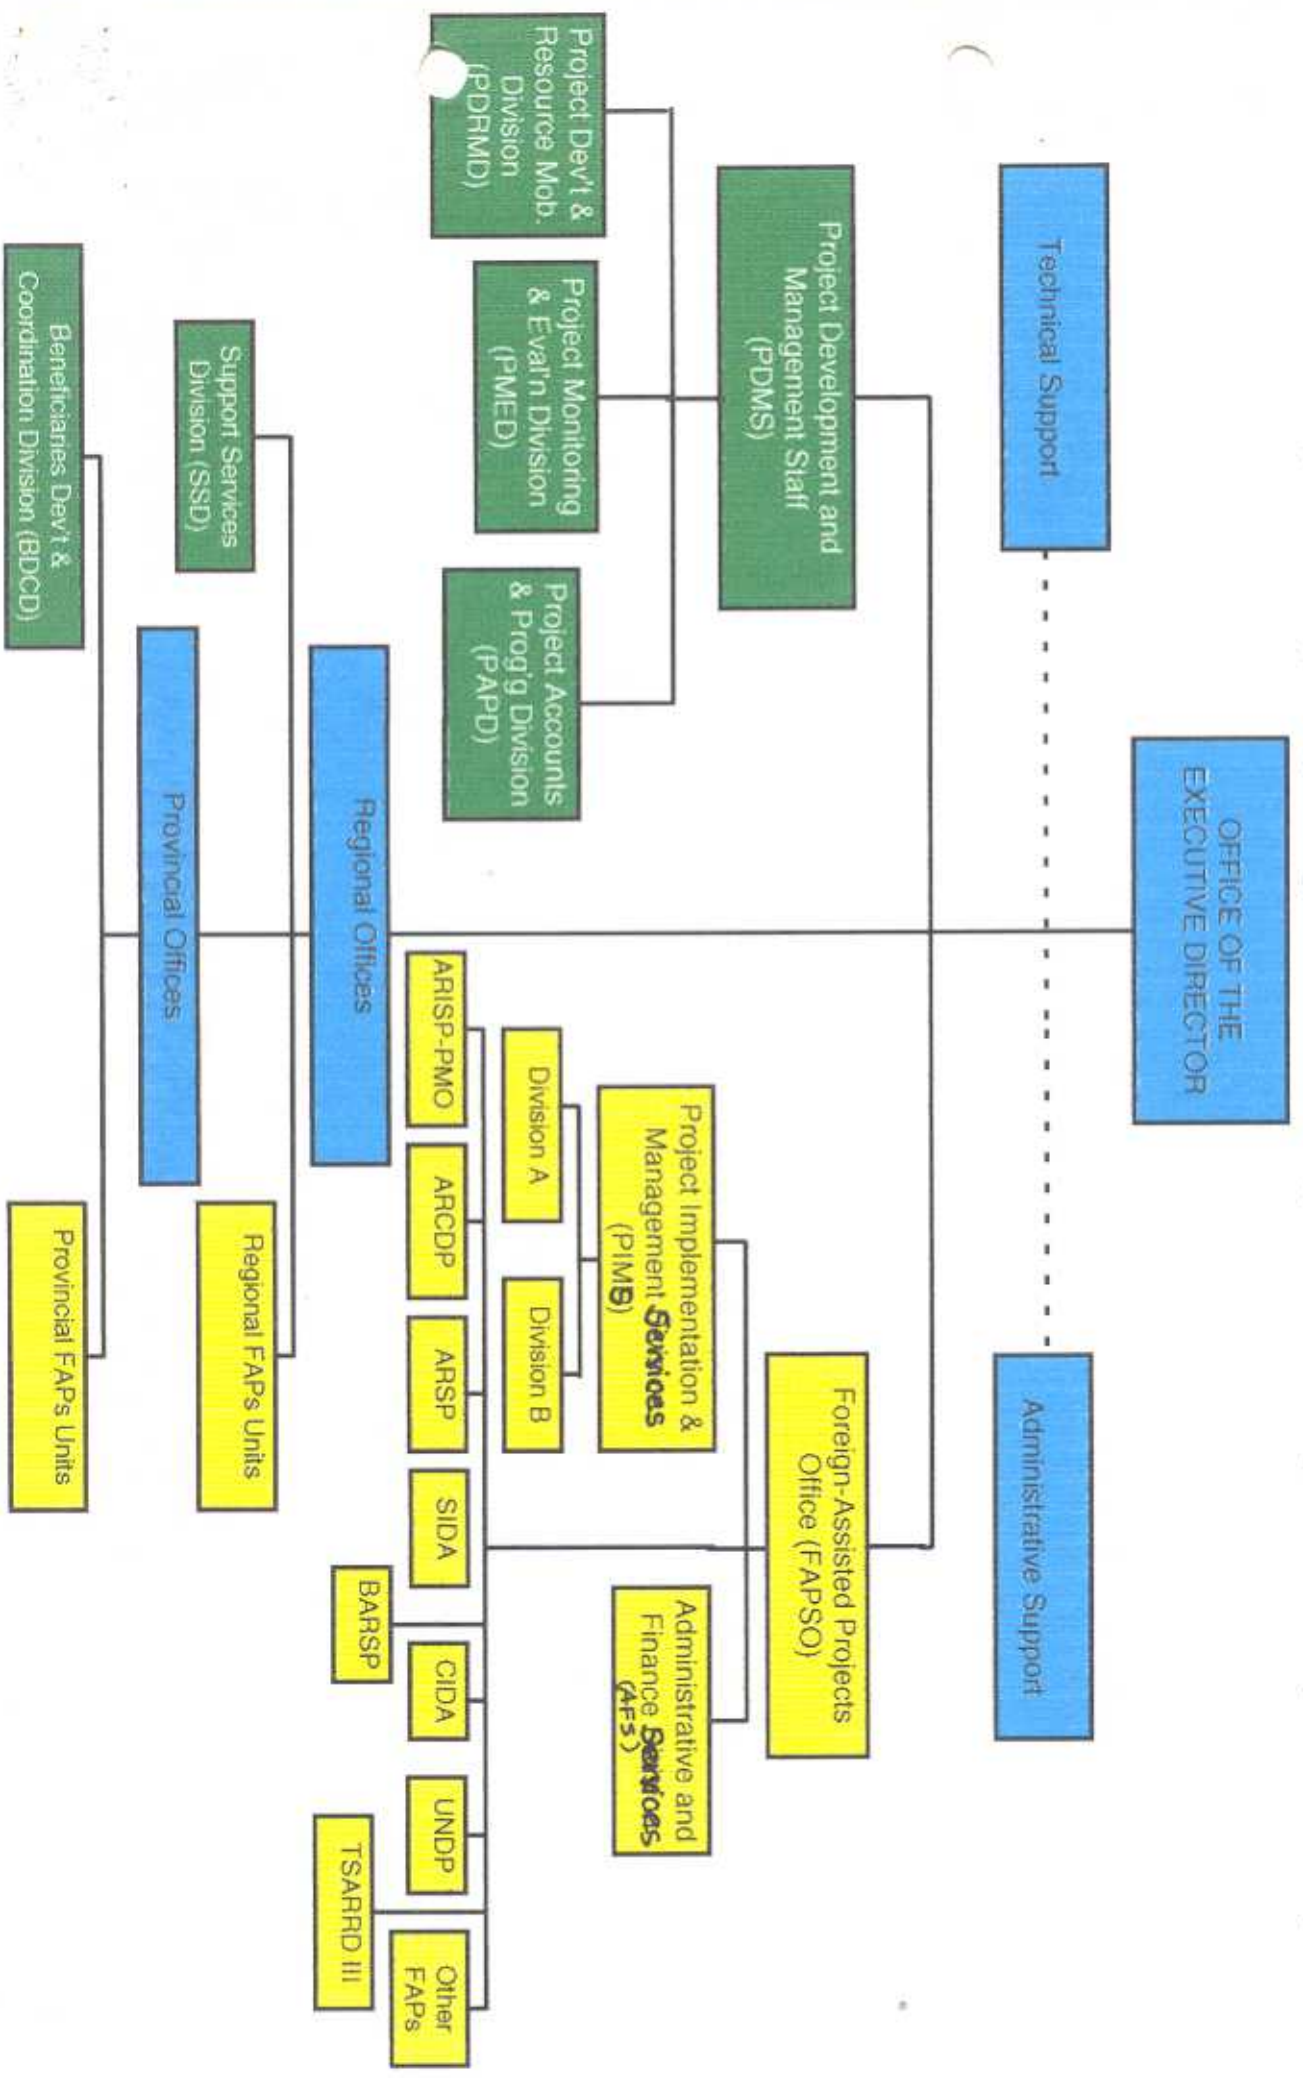 OFFICE OF THE
EXECUTIVE DIRECTOR
Technical Support
Administrative Support
Project Development and
Management Staff
(PDMS)
Foreign-Assisted Projects
Office (FAPSO)
Project Dev't &
Resource Mob.
Division
(PDRMD)
Project Monitoring
& Eval'n Division
(PMED)
Project Accounts
& Prog'g Division
(PAPD)
Project Implementation &
Management Services
(PIMS)
Administrative and
Finance Services
(AFS)
Division A
Division B
ARISP-PMO
ARCDP
ARSP
SIDA
BARSP
CIDA
UNDP
TSARRD III
Other
FAPs
Regional Offices
Support Services
Division (SSD)
Regional FAPs Units
Provincial Offices
Beneficiaries Dev't &
Coordination Division (BDCD)
Provincial FAPs Units